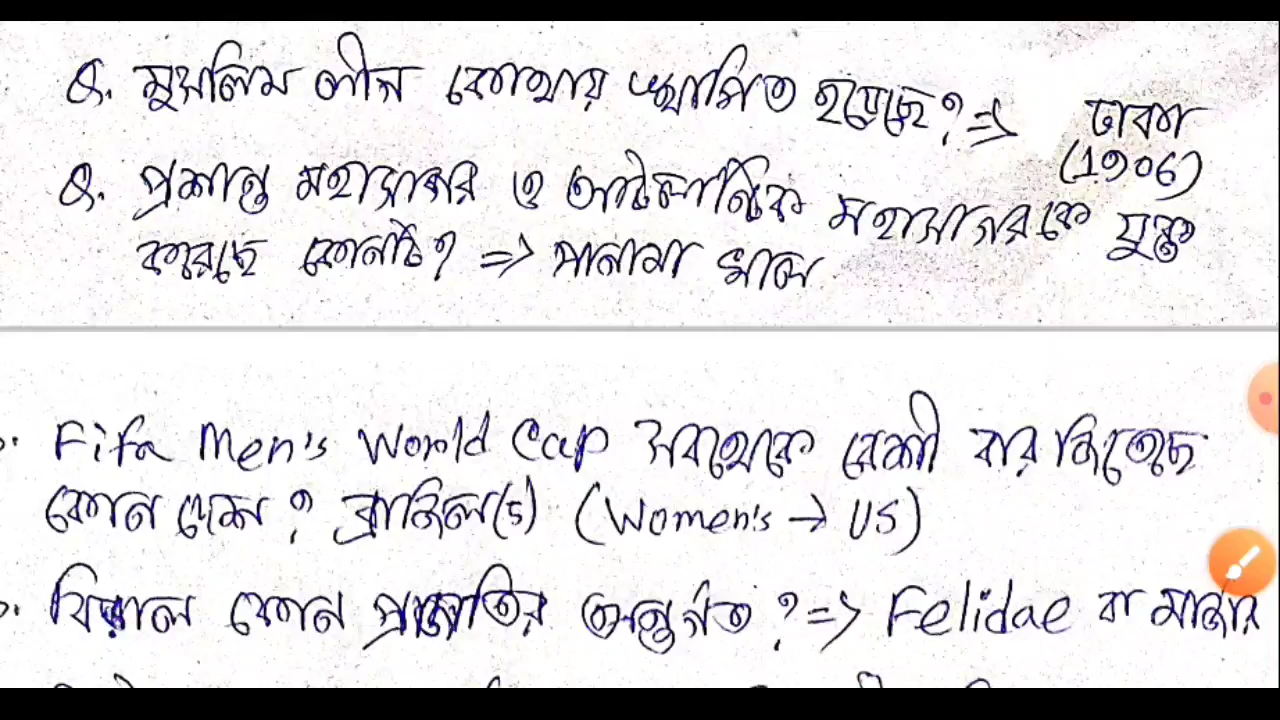 Q. মুসলিম লীগ কোথায় স্থাপিত হয়েছে? ⇒ ঢাকা
(1906)
Q. প্রশান্ত মহাসাগর ও আটলান্টিক মহাসাগরকে যুক্ত
করেছে কোনটি? ⇒ পানামা খাল
Fifa Men's World Cup সবথেকে বেশী বার জিতেছে
কোন দেশ? ব্রাজিল(5) (Women's → US)
বিড়াল কোন প্রজাতির অন্তর্গত? ⇒ Felidae বা মার্জার